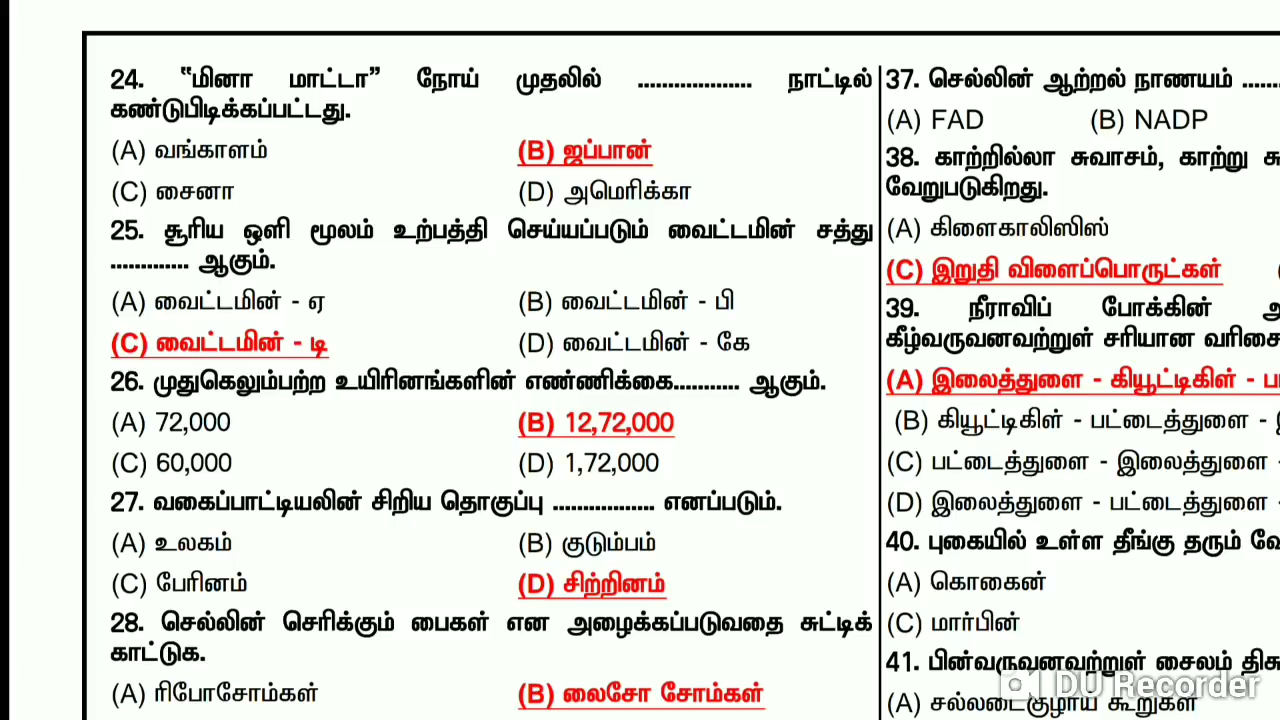 24. “மினா மாட்டா” நோய் முதலில் ................... நாட்டில்
கண்டுபிடிக்கப்பட்டது.
(A) வங்காளம் (B) ஜப்பான்
(C) சைனா (D) அமெரிக்கா
25. சூரிய ஒளி மூலம் உற்பத்தி செய்யப்படும் வைட்டமின் சத்து
............. ஆகும்.
(A) வைட்டமின் - ஏ (B) வைட்டமின் - பி
(C) வைட்டமின் - டி (D) வைட்டமின் - கே
26. முதுகெலும்பற்ற உயிரினங்களின் எண்ணிக்கை........... ஆகும்.
(A) 72,000 (B) 12,72,000
(C) 60,000 (D) 1,72,000
27. வகைப்பாட்டியலின் சிறிய தொகுப்பு ................. எனப்படும்.
(A) உலகம் (B) குடும்பம்
(C) பேரினம் (D) சிற்றினம்
28. செல்லின் செரிக்கும் பைகள் என அழைக்கப்படுவதை சுட்டிக்
காட்டுக.
(A) ரிபோசோம்கள் (B) லைசோ சோம்கள்
37. செல்லின் ஆற்றல் நாணயம் ......
(A) FAD (B) NADP
38. காற்றில்லா சுவாசம், காற்று
வேறுபடுகிறது.
(A) கிளைகாலிஸிஸ்
(C) இறுதி விளைப்பொருட்கள்
39. நீராவிப் போக்கின்
கீழ்வருவனவற்றுள் சரியான
(A) இலைத்துளை - கியூட்டிகிள் -
(B) கியூட்டிகிள் - பட்டைத்துளை -
(C) பட்டைத்துளை - இலைத்துளை -
(D) இலைத்துளை - பட்டைத்துளை -
40. புகையில் உள்ள தீங்கு தரும்
(A) கொகைன்
(C) மார்பின்
41. பின்வருவனவற்றுள் சைலம்
(A) சல்லடைகுழாய் கூறுகள்
DU Recorder